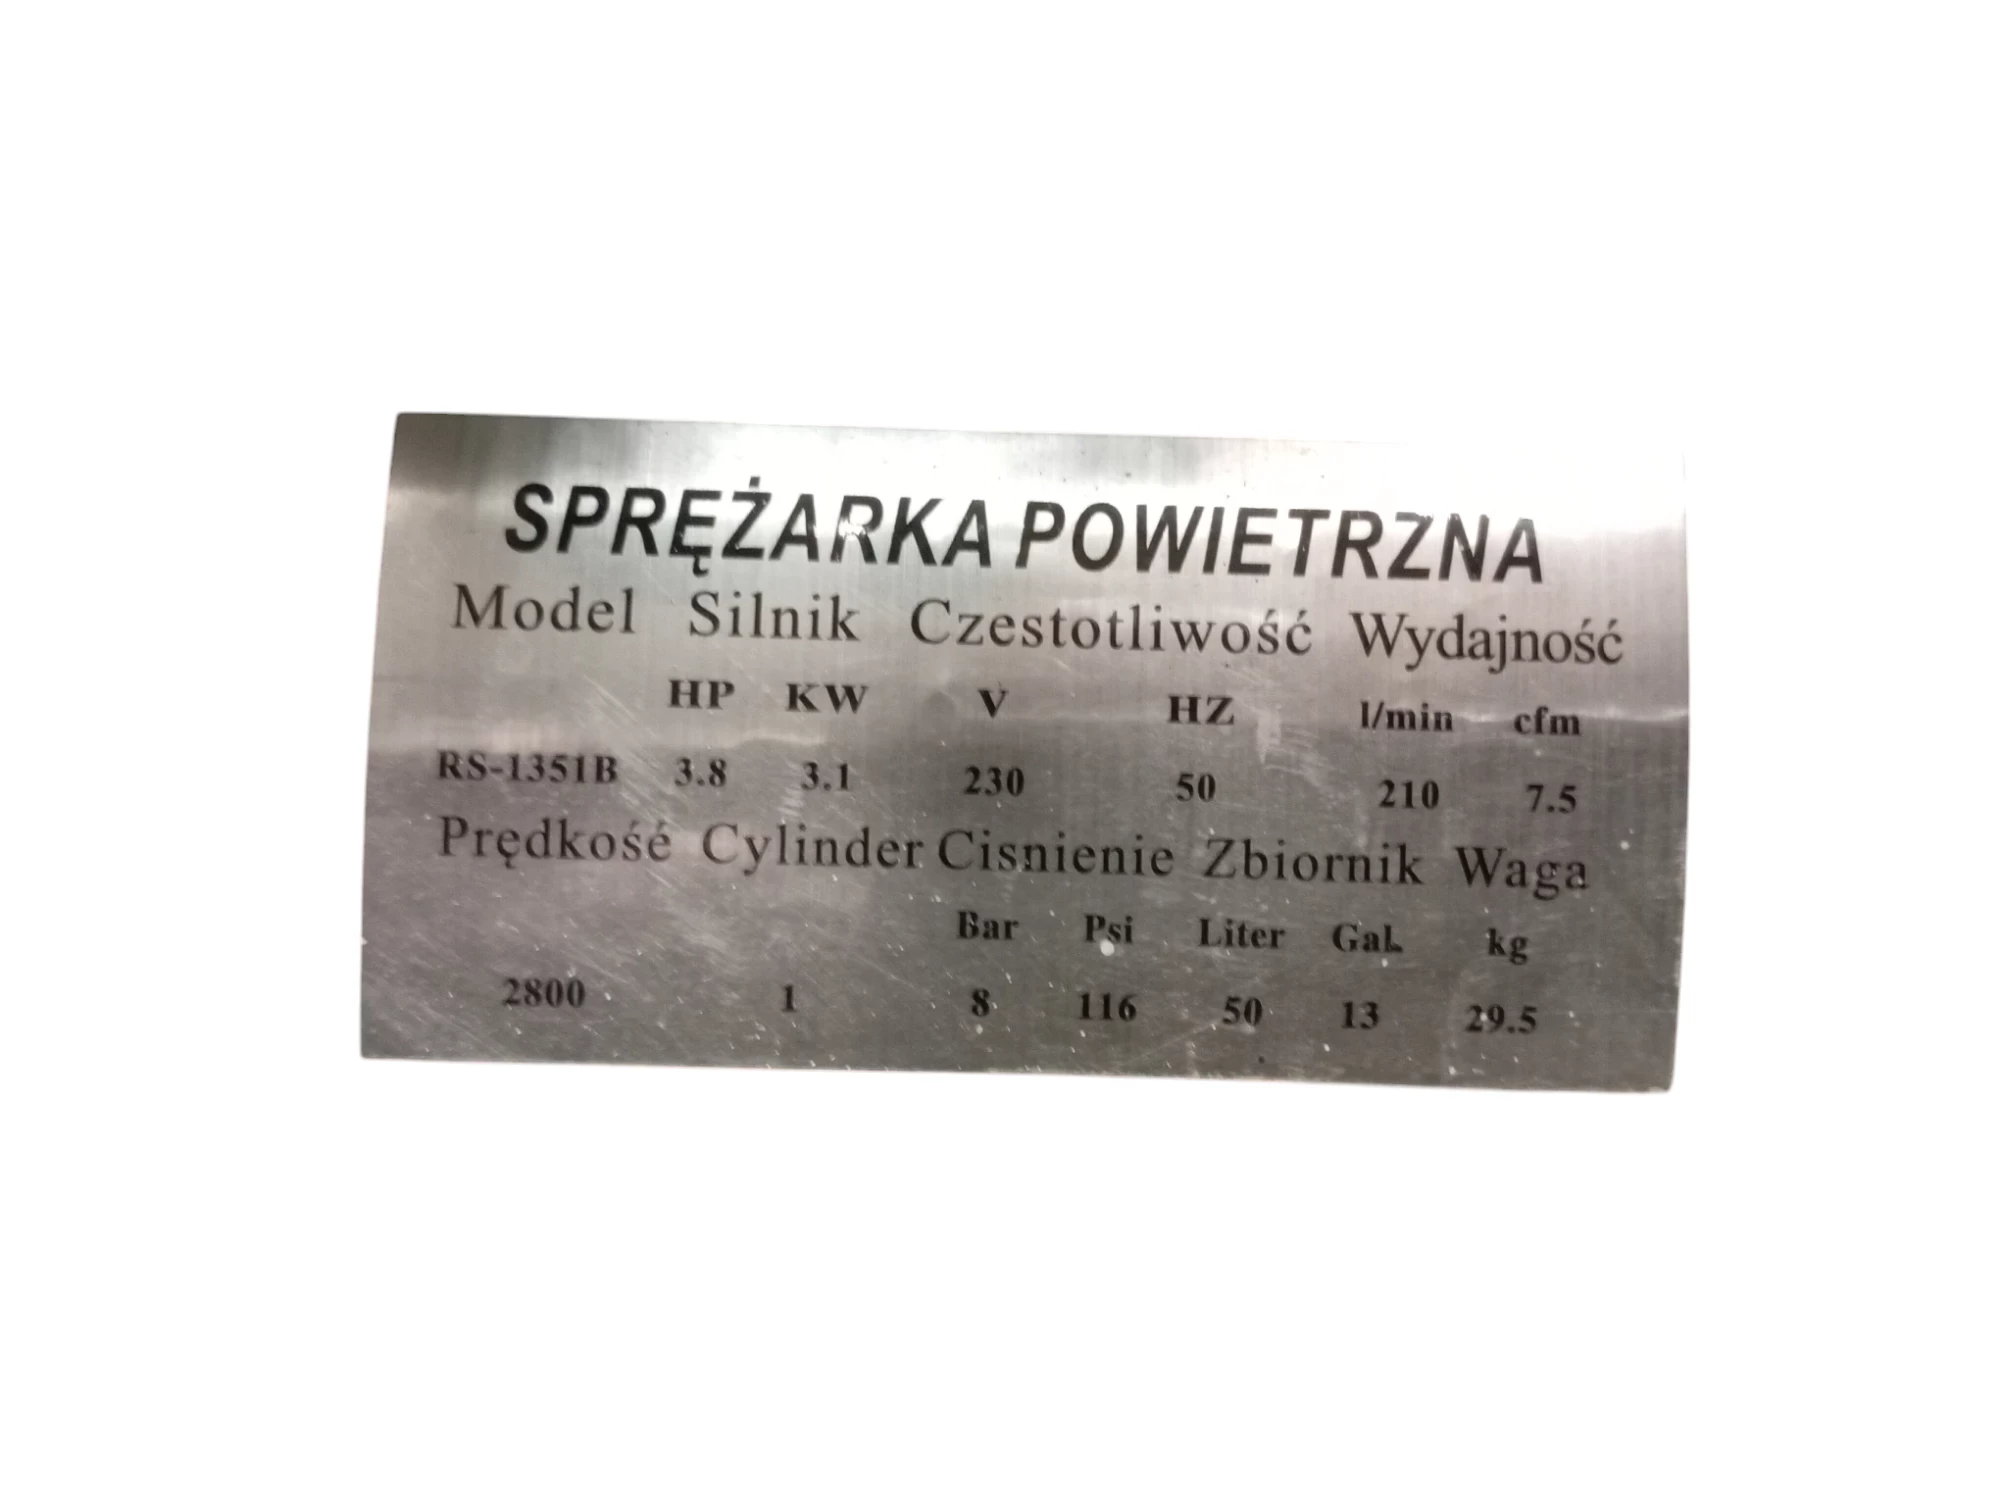 SPRĘŻARKA POWIETRZNA
Model Silnik Czestotliwość Wydajność
HP KW V HZ l/min cfm
RS-1351B 3.8 3.1 230 50 210 7.5
Prędkość Cylinder Cisnienie Zbiornik Waga
Bar Psi Liter Gal. kg
2800 1 8 116 50 13 29.5